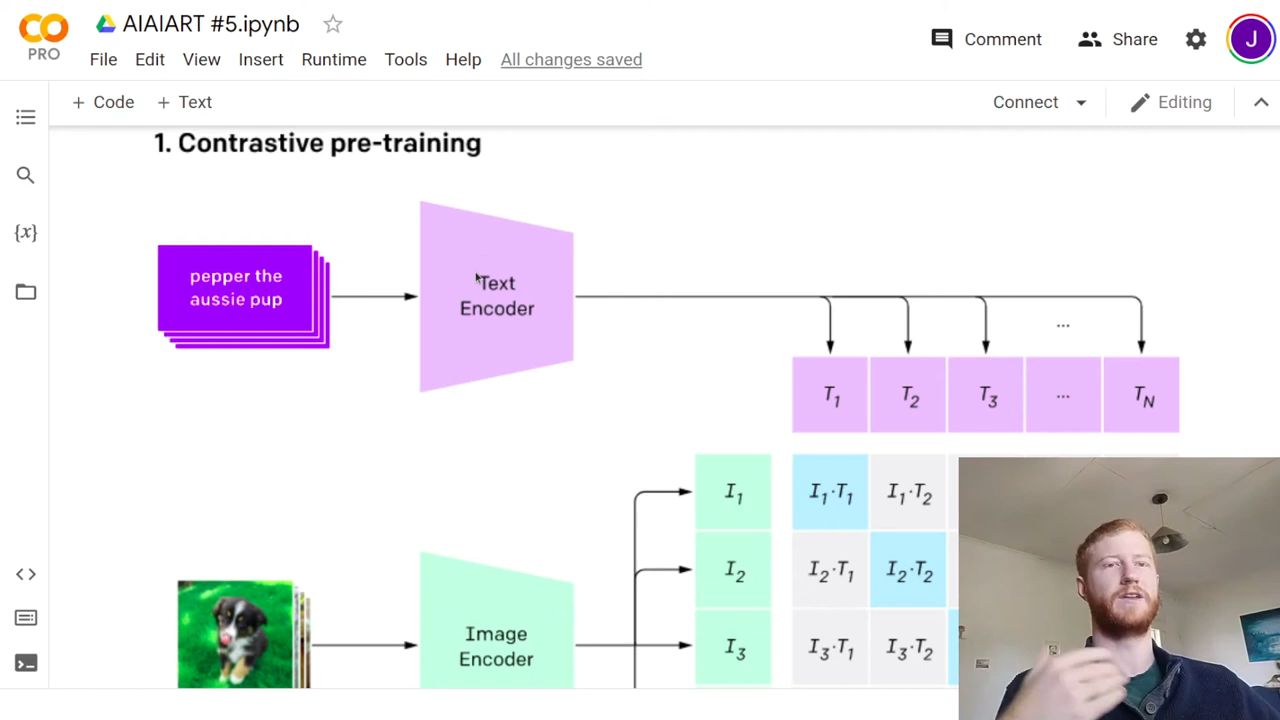 AIAIART #5.ipynb
PRO
File Edit View Insert Runtime Tools Help All changes saved
Comment Share J
+ Code + Text
Connect Editing
{x}
1. Contrastive pre-training
pepper the
aussie pup
Text
Encoder
...
T1 T2 T3 ... TN
I1 I1·T1 I1·T2
I2 I2·T1 I2·T2
I3 I3·T1 I3·T2
Image
Encoder